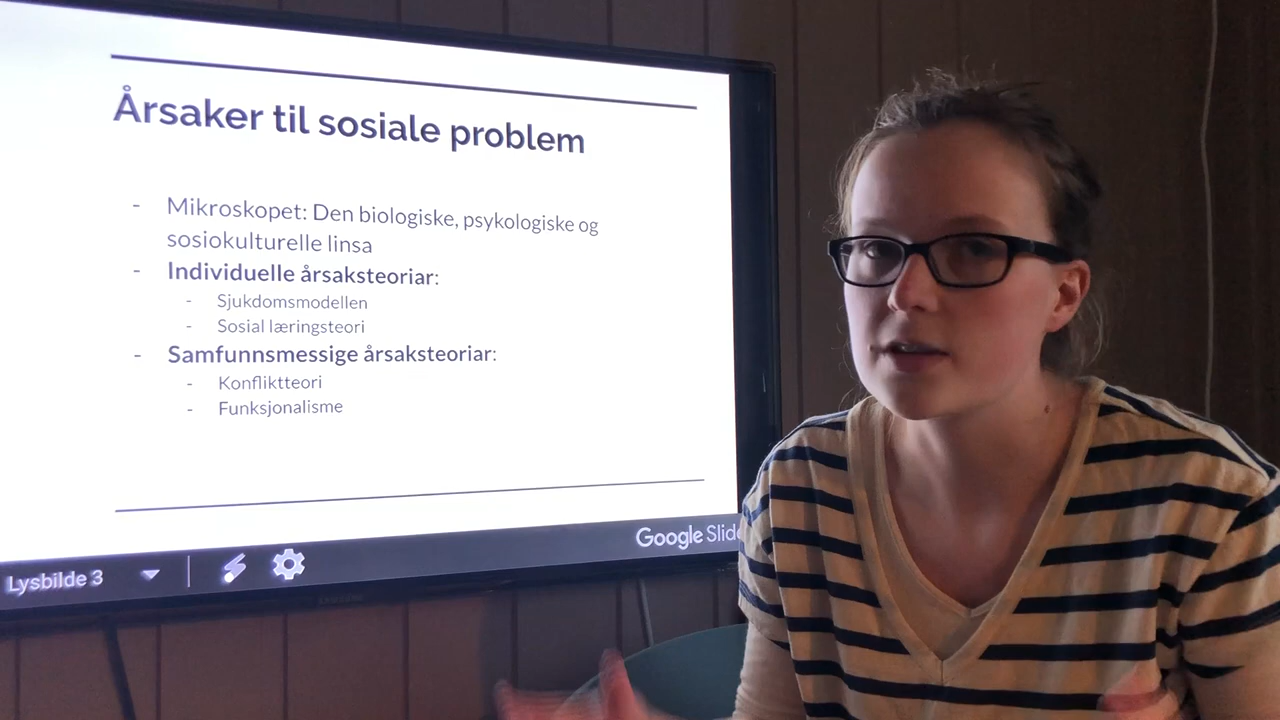 Årsaker til sosiale problem
- Mikroskopet: Den biologiske, psykologiske og
sosiokulturelle linsa
- Individuelle årsaksteoriar:
- Sjukdomsmodellen
- Sosial læringsteori
- Samfunnsmessige årsaksteoriar:
- Konfliktteori
- Funksjonalisme
Google Slide
Lysbilde 3